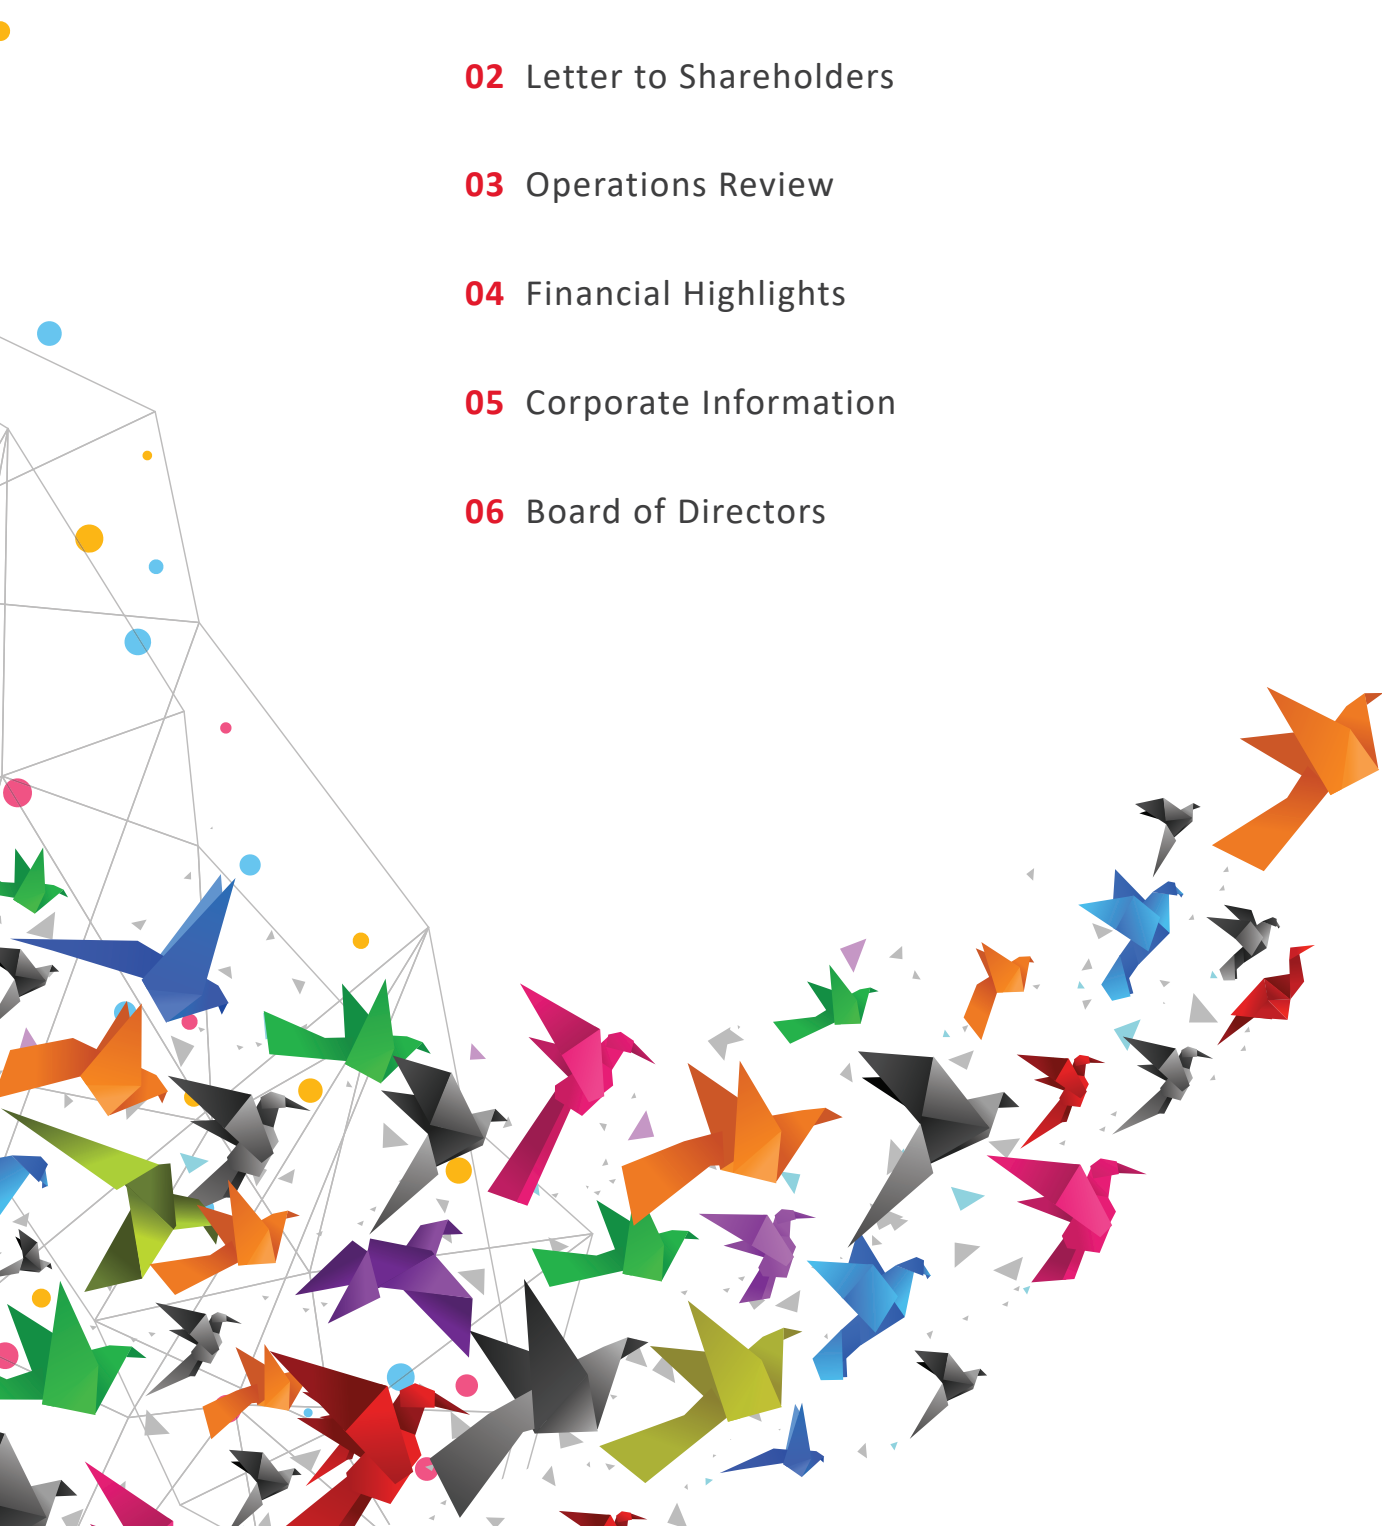 02 Letter to Shareholders
03 Operations Review
04 Financial Highlights
05 Corporate Information
06 Board of Directors